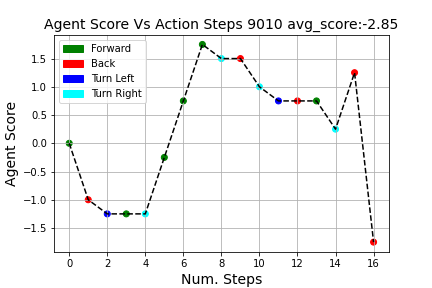 Agent Score Vs Action Steps 9010 avg_score:-2.85
Forward
Back
Turn Left
Turn Right
1.5
1.0
0.5
0.0
−0.5
−1.0
−1.5
Agent Score
0 2 4 6 8 10 12 14 16
Num. Steps